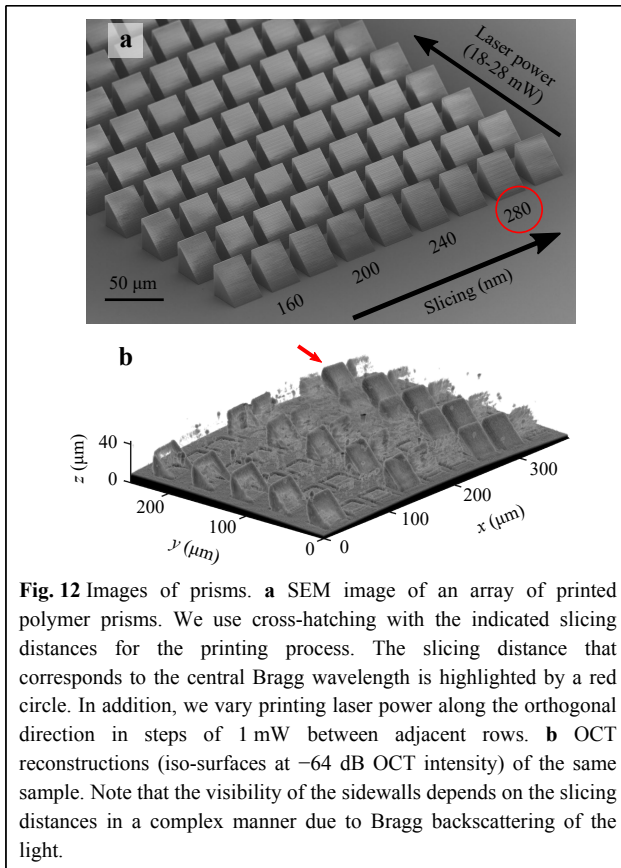 a
Laser power
(18-28 mW)
280
240
200
160
50 μm
Slicing (nm)
b
40
0
z (μm)
200
100
0
y (μm)
0
100
200
300
x (μm)
Fig. 12 Images of prisms. a SEM image of an array of printed
polymer prisms. We use cross-hatching with the indicated slicing
distances for the printing process. The slicing distance that
corresponds to the central Bragg wavelength is highlighted by a red
circle. In addition, we vary printing laser power along the orthogonal
direction in steps of 1 mW between adjacent rows. b OCT
reconstructions (iso-surfaces at −64 dB OCT intensity) of the same
sample. Note that the visibility of the sidewalls depends on the slicing
distances in a complex manner due to Bragg backscattering of the
light.